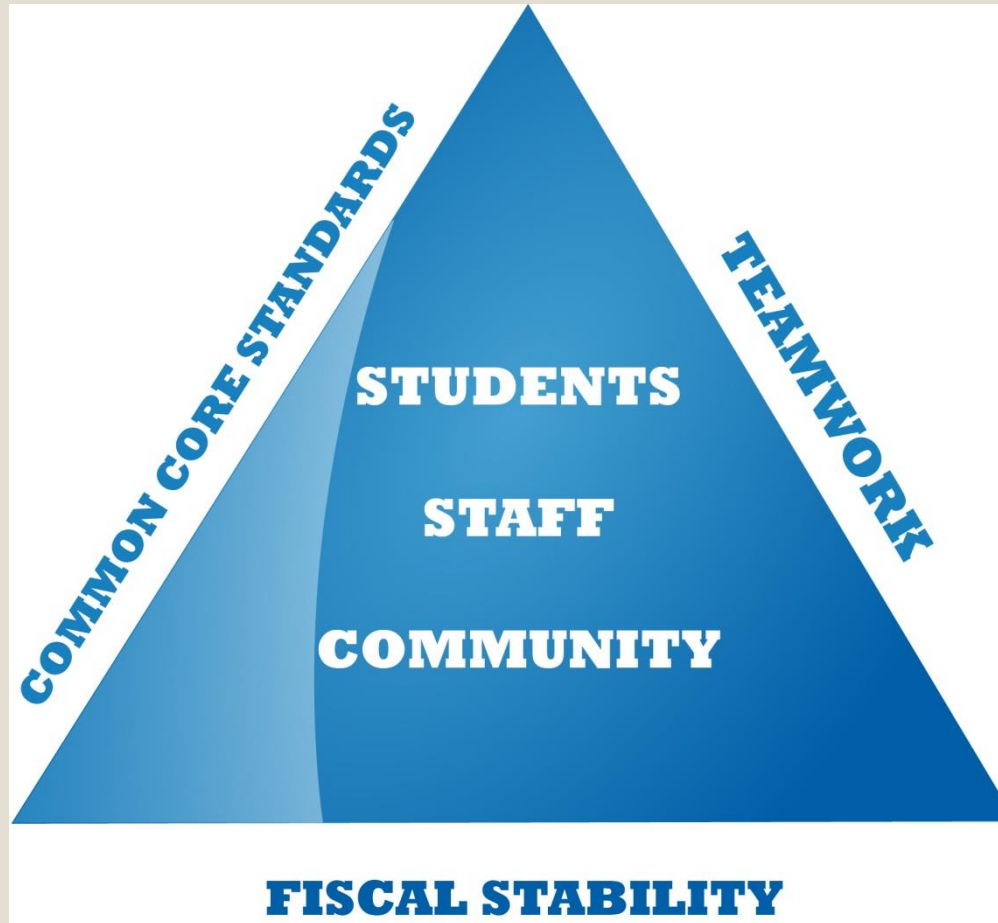 COMMON CORE STANDARDS
TEAMWORK
STUDENTS
STAFF
COMMUNITY
FISCAL STABILITY